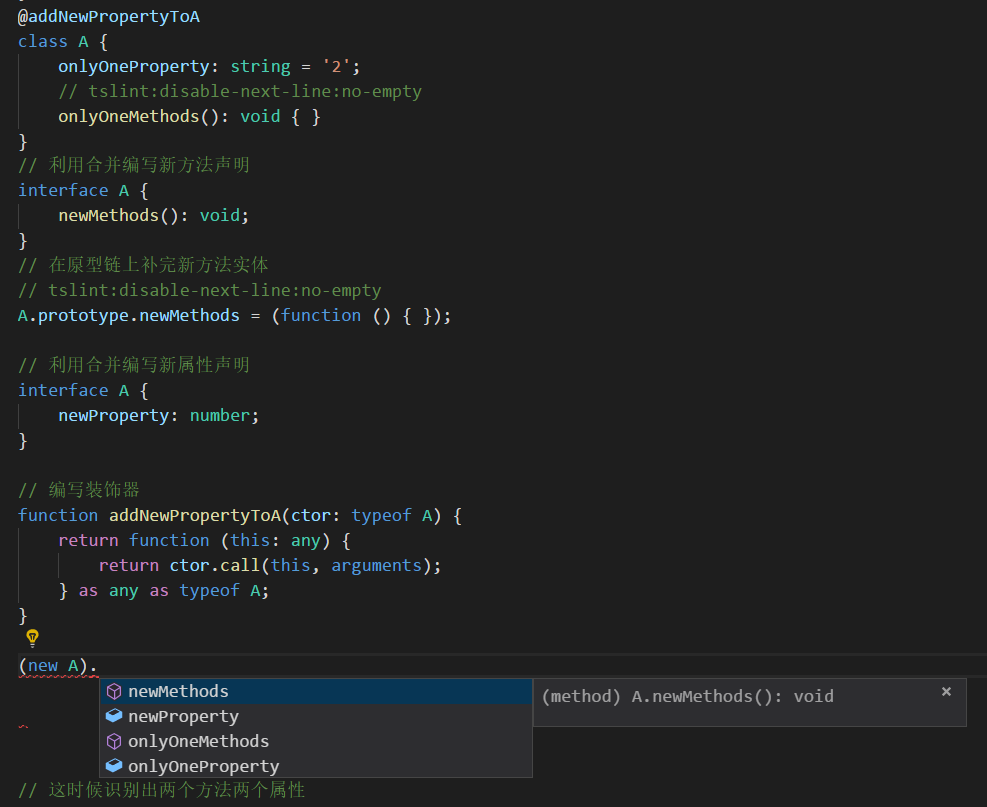 @addNewPropertyToA
class A {
    onlyOneProperty: string = '2';
    // tslint:disable-next-line:no-empty
    onlyOneMethods(): void { }
}
// 利用合并编写新方法声明
interface A {
    newMethods(): void;
}
// 在原型链上补完新方法实体
// tslint:disable-next-line:no-empty
A.prototype.newMethods = (function () { });
// 利用合并编写新属性声明
interface A {
    newProperty: number;
}
// 编写装饰器
function addNewPropertyToA(ctor: typeof A) {
    return function (this: any) {
        return ctor.call(this, arguments);
    } as any as typeof A;
}
(new A).
newMethods
(method) A.newMethods(): void
×
newProperty
onlyOneMethods
onlyOneProperty
// 这时候识别出两个方法两个属性